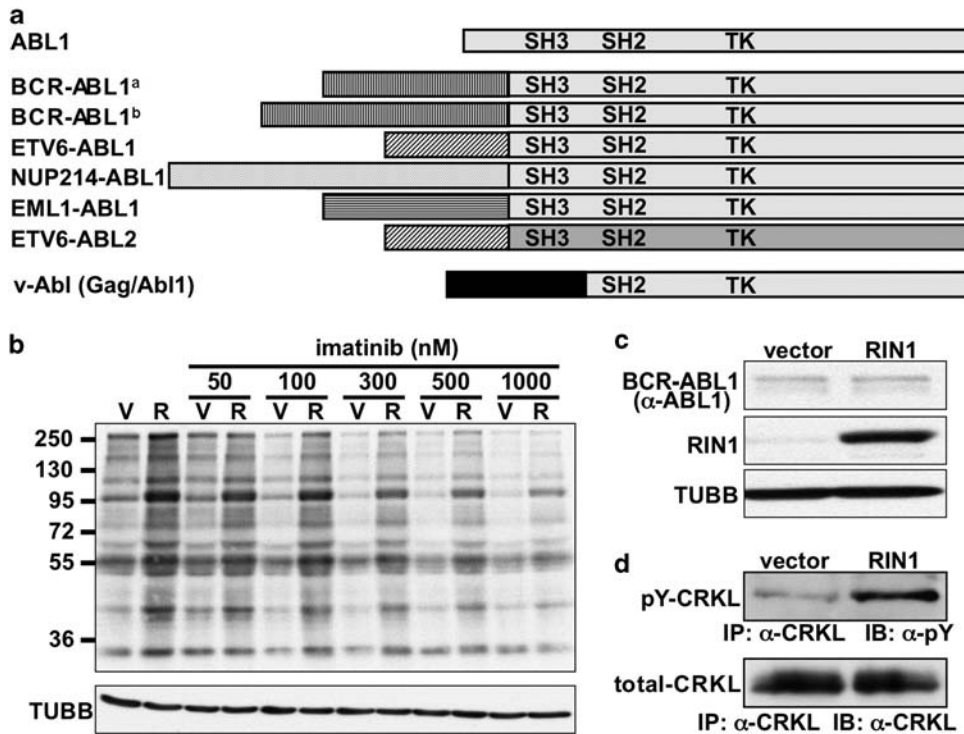 a
ABL1 SH3 SH2 TK
BCR-ABL1ᵃ SH3 SH2 TK
BCR-ABL1ᵇ SH3 SH2 TK
ETV6-ABL1 SH3 SH2 TK
NUP214-ABL1 SH3 SH2 TK
EML1-ABL1 SH3 SH2 TK
ETV6-ABL2 SH3 SH2 TK
v-Abl (Gag/Abl1) SH2 TK
b
imatinib (nM)
50 100 300 500 1000
V R V R V R V R V R V R
250
130
95
72
55
36
TUBB
c
vector RIN1
BCR-ABL1
(α-ABL1)
RIN1
TUBB
d
vector RIN1
pY-CRKL
IP: α-CRKL IB: α-pY
total-CRKL
IP: α-CRKL IB: α-CRKL